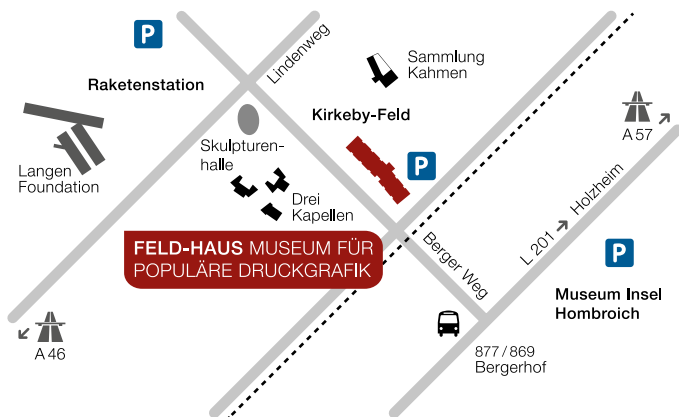 P
Lindenweg
Raketenstation
Sammlung
Kahmen
Kirkeby-Feld
A 57
Skulpturen-
halle
P
Langen
Foundation
Drei
Kapellen
L 201 Holzheim
FELD-HAUS MUSEUM FÜR
POPULÄRE DRUCKGRAFIK
Berger Weg
P
Museum Insel
Hombroich
A 46
877 / 869
Bergerhof